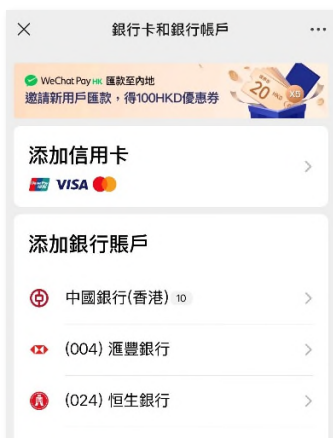 銀行卡和銀行帳戶
WeChat Pay HK 匯款至內地
邀請新用戶匯款，得100HKD優惠券
20 HKD
X5
添加信用卡
UnionPay VISA
添加銀行賬戶
中國銀行(香港) 10
(004) 滙豐銀行
(024) 恒生銀行